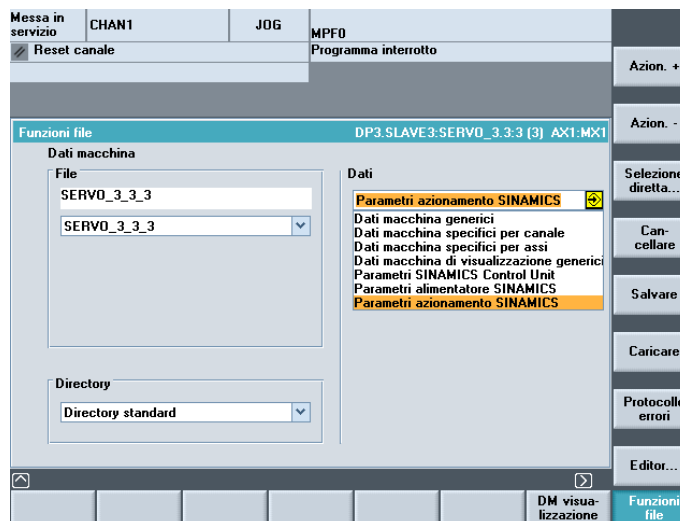 Messa in servizio
CHAN1
JOG
MPF0
Reset canale
Programma interrotto
Azion. +
Azion. -
Selezione diretta...
Can-cellare
Salvare
Caricare
Protocollo errori
Editor...
Funzioni file
DP3.SLAVE3:SERVO_3.3:3 (3) AX1:MX1
Dati macchina
File
SERVO_3_3_3
SERVO_3_3_3
Directory
Directory standard
Dati
Parametri azionamento SINAMICS
Dati macchina generici
Dati macchina specifici per canale
Dati macchina specifici per assi
Dati macchina di visualizzazione generici
Parametri SINAMICS Control Unit
Parametri alimentatore SINAMICS
Parametri azionamento SINAMICS
DM visua-lizzazione
Funzioni file